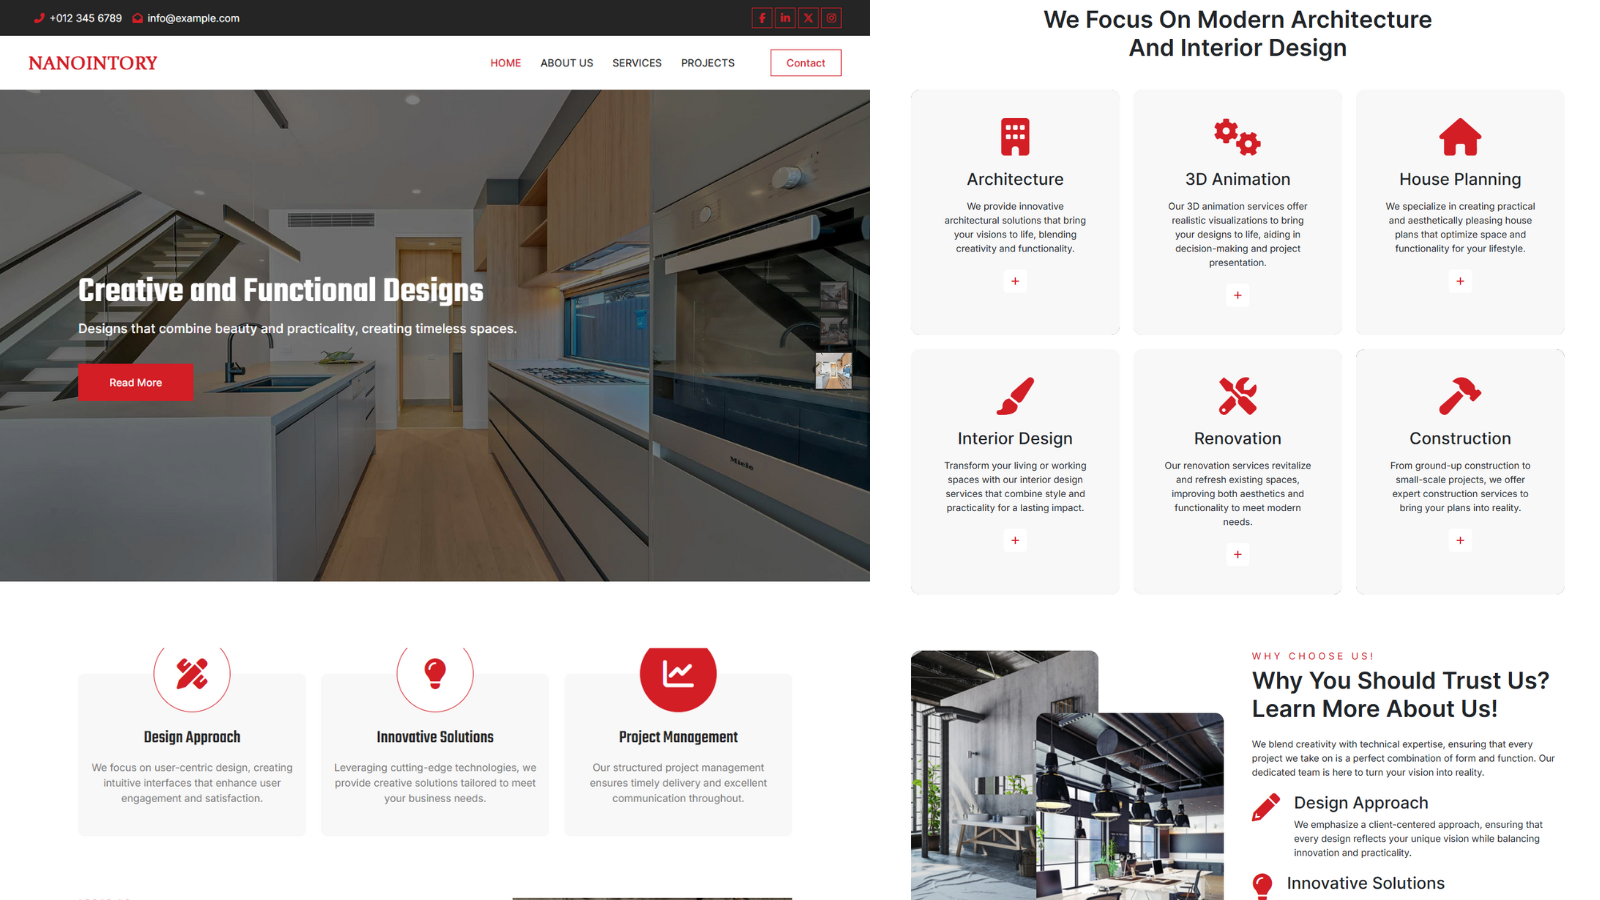 +012 345 6789 info@example.com
NANOINTORY
HOME ABOUT US SERVICES PROJECTS Contact
Creative and Functional Designs
Designs that combine beauty and practicality, creating timeless spaces.
Read More
Miele
Design Approach
We focus on user-centric design, creating
intuitive interfaces that enhance user
engagement and satisfaction.
Innovative Solutions
Leveraging cutting-edge technologies, we
provide creative solutions tailored to meet
your business needs.
Project Management
Our structured project management
ensures timely delivery and excellent
communication throughout.
We Focus On Modern Architecture
And Interior Design
Architecture
We provide innovative
architectural solutions that bring
your visions to life, blending
creativity and functionality.
+
3D Animation
Our 3D animation services offer
realistic visualizations to bring
your designs to life, aiding in
decision-making and project
presentation.
+
House Planning
We specialize in creating practical
and aesthetically pleasing house
plans that optimize space and
functionality for your lifestyle.
+
Interior Design
Transform your living or working
spaces with our interior design
services that combine style and
practicality for a lasting impact.
+
Renovation
Our renovation services revitalize
and refresh existing spaces,
improving both aesthetics and
functionality to meet modern
needs.
+
Construction
From ground-up construction to
small-scale projects, we offer
expert construction services to
bring your plans into reality.
+
WHY CHOOSE US!
Why You Should Trust Us?
Learn More About Us!
We blend creativity with technical expertise, ensuring that every
project we take on is a perfect combination of form and function. Our
dedicated team is here to turn your vision into reality.
Design Approach
We emphasize a client-centered approach, ensuring that
every design reflects your unique vision while balancing
innovation and practicality.
Innovative Solutions